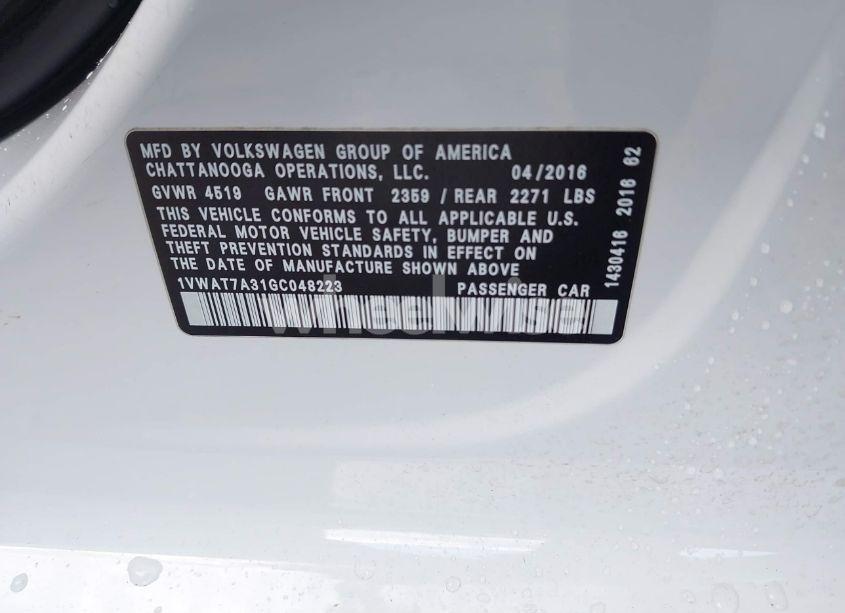 MFD BY VOLKSWAGEN GROUP OF AMERICA
CHATTANOOGA OPERATIONS, LLC. 04/2016
GVWR 4519 GAWR FRONT 2359 / REAR 2271 LBS
THIS VEHICLE CONFORMS TO ALL APPLICABLE U.S.
FEDERAL MOTOR VEHICLE SAFETY, BUMPER AND
THEFT PREVENTION STANDARDS IN EFFECT ON
THE DATE OF MANUFACTURE SHOWN ABOVE
1VWAT7A31GC048223 PASSENGER CAR
1430416 2016 62
wheelwise